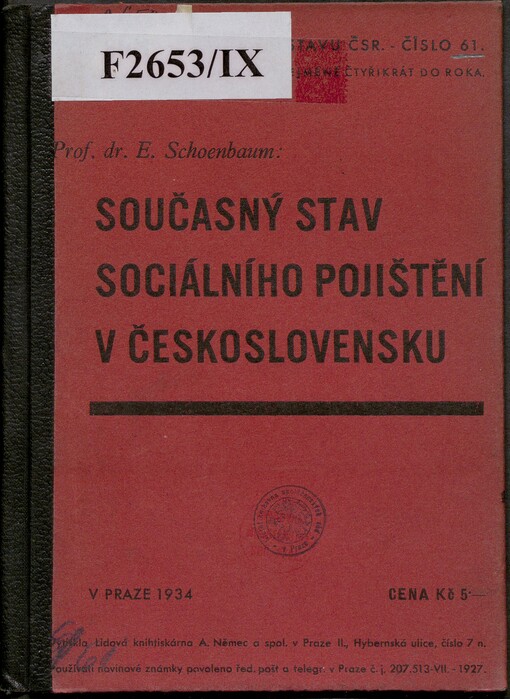 F2653/IX
STAVU ČSR. - ČÍSLO 61.
ČTYŘIKRÁT DO ROKA.
Prof. dr. E. Schoenbaum:
SOUČASNÝ STAV
SOCIÁLNÍHO POJIŠTĚNÍ
V ČESKOSLOVENSKU
V PRAZE 1934
CENA Kč 5·—
Lidová knihtiskárna A. Němec a spol. v Praze II., Hybernská ulice, číslo 7 n.
používání novinové známky povoleno řed. pošt a telegr. v Praze č. j. 207.513-VII. - 1927.